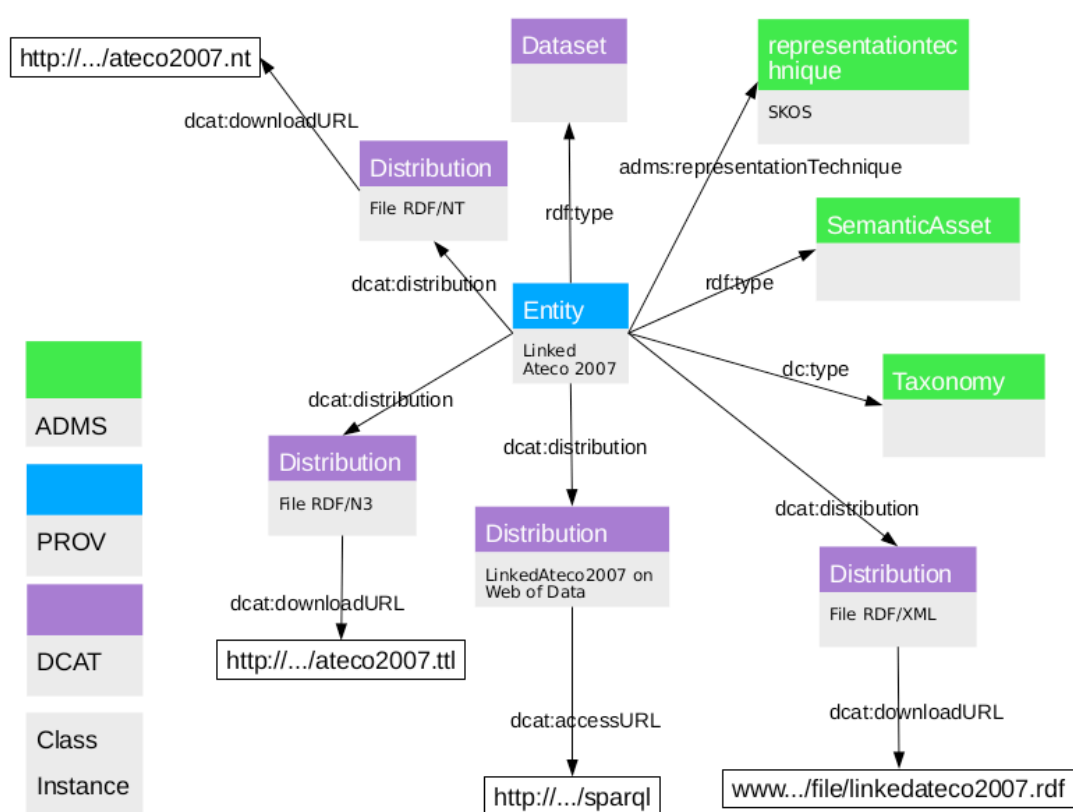 http://.../ateco2007.nt
Dataset
representationtec
hnique
SKOS
dcat:downloadURL
Distribution
File RDF/NT
adms:representationTechnique
rdf:type
SemanticAsset
dcat:distribution
rdf:type
Entity
Linked
Ateco 2007
dc:type
Taxonomy
dcat:distribution
ADMS
dcat:distribution
Distribution
File RDF/N3
dcat:distribution
PROV
Distribution
LinkedAteco2007 on
Web of Data
Distribution
File RDF/XML
dcat:downloadURL
DCAT
http://.../ateco2007.ttl
dcat:accessURL
dcat:downloadURL
Class
Instance
http://.../sparql
www.../file/linkedateco2007.rdf